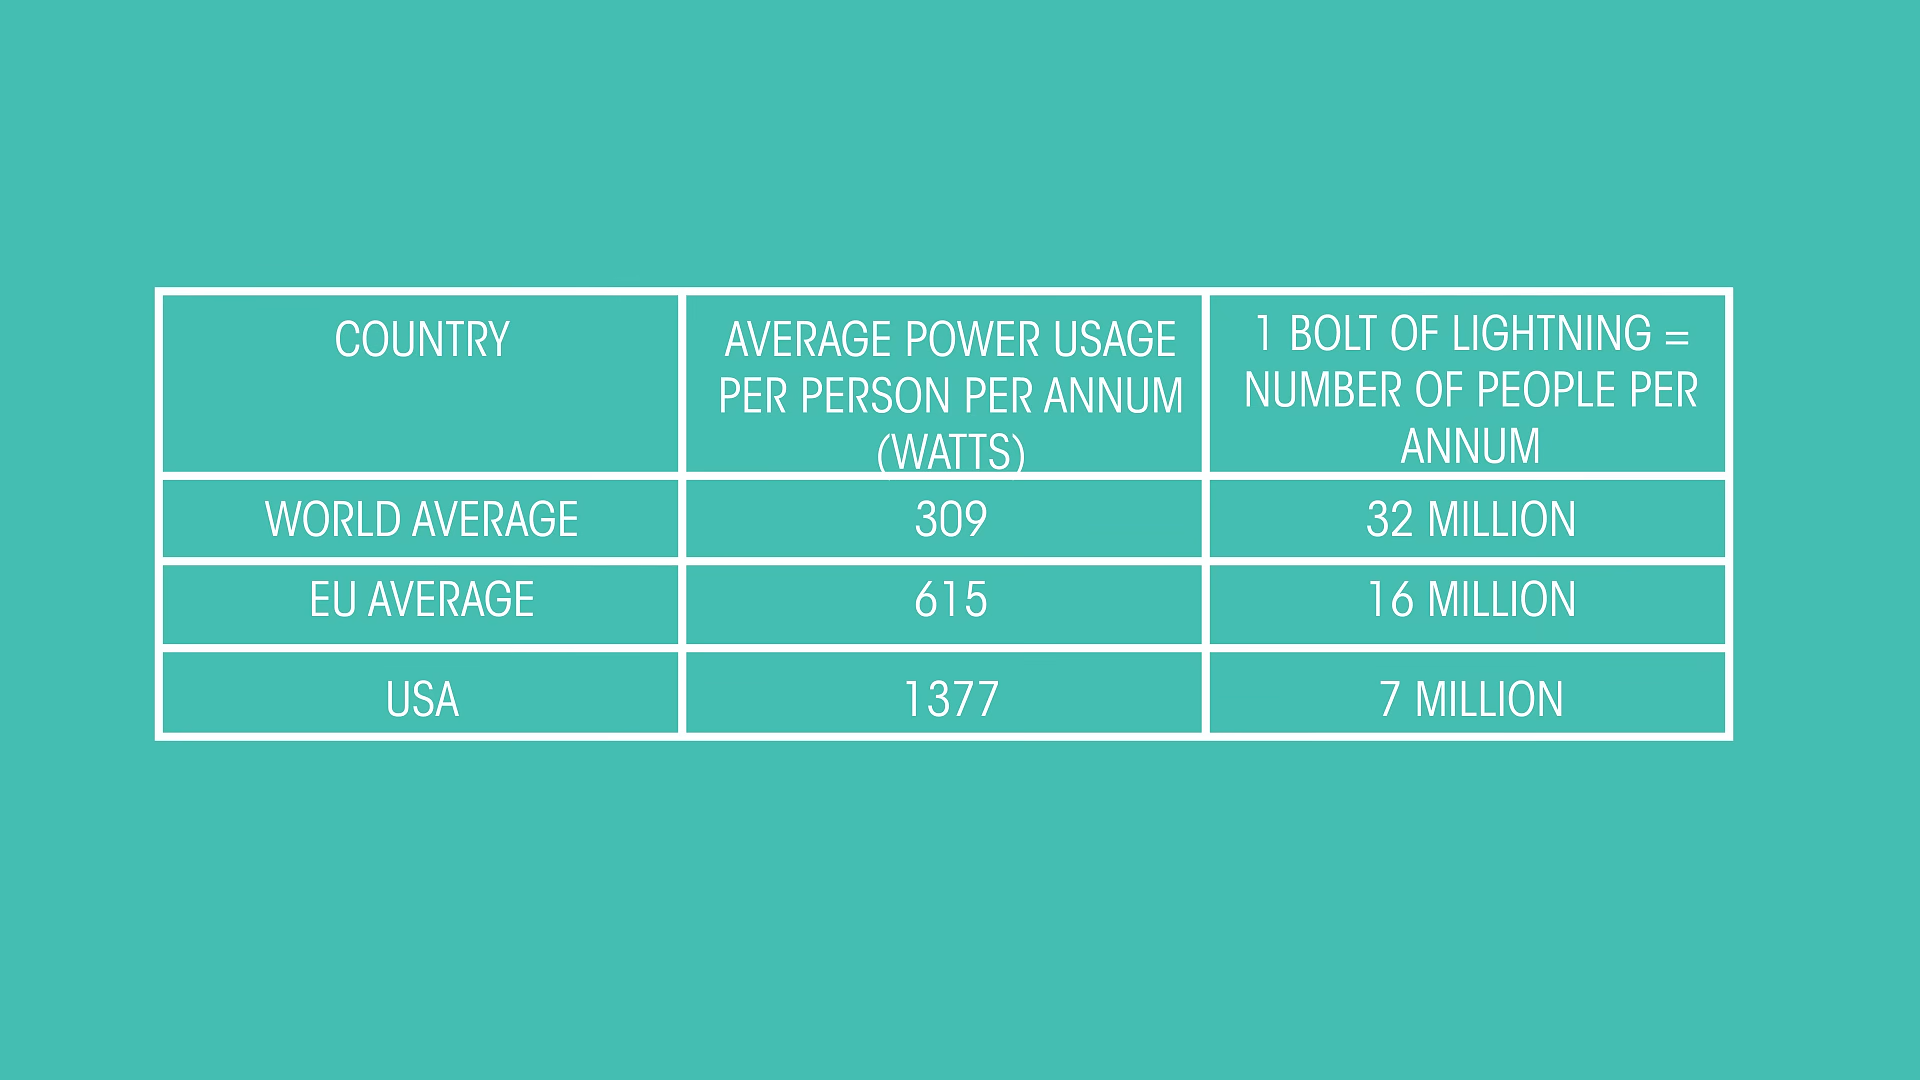 COUNTRY
AVERAGE POWER USAGE
PER PERSON PER ANNUM
(WATTS)
1 BOLT OF LIGHTNING =
NUMBER OF PEOPLE PER
ANNUM
WORLD AVERAGE
309
32 MILLION
EU AVERAGE
615
16 MILLION
USA
1377
7 MILLION